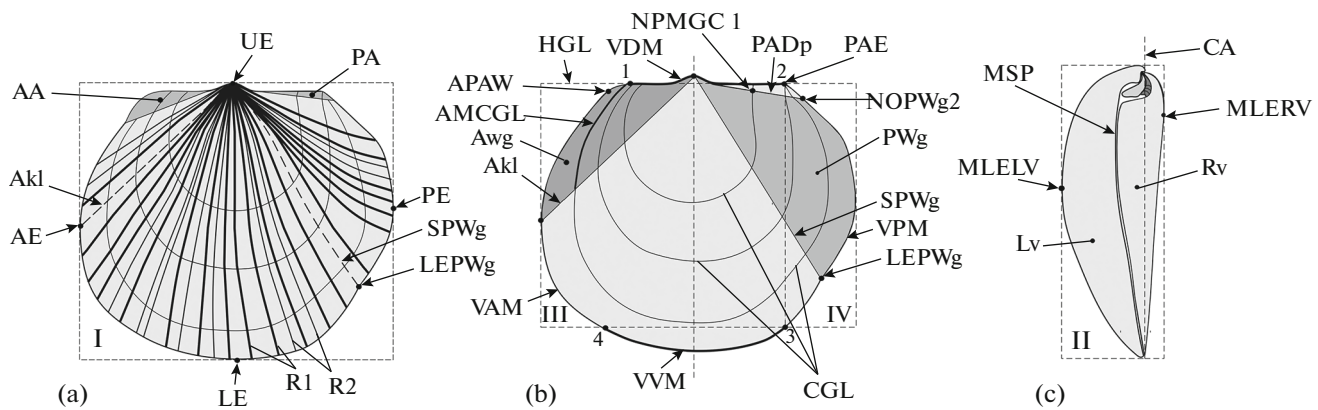 UE
PA
AA
Akl
AE
PE
SPWg
LEPWg
I
R1
R2
LE
(a)
NPMGC 1
HGL
VDM
PADp
PAE
1
2
APAW
NOPWg2
AMCGL
Awg
PWg
Akl
SPWg
VPM
LEPWg
VAM
III
IV
4
3
VVM
CGL
(b)
CA
MSP
MLERV
MLELV
Rv
Lv
II
(c)